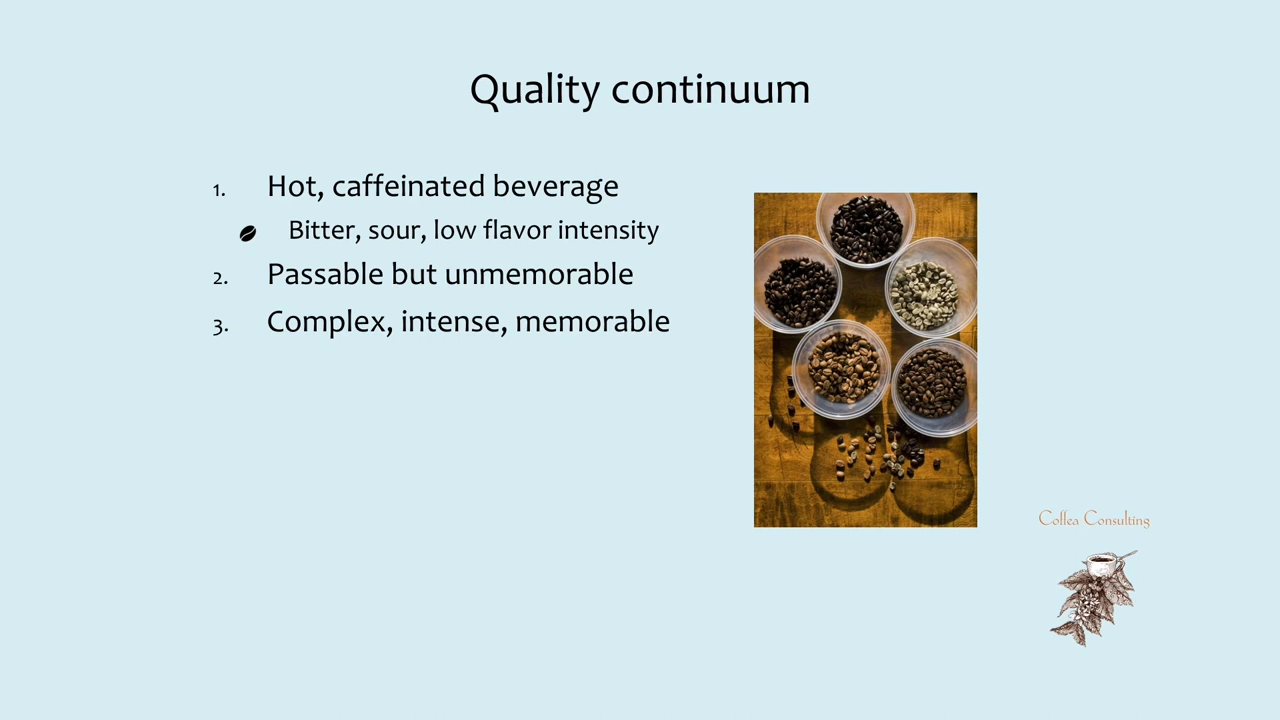 Quality continuum
1. Hot, caffeinated beverage
Bitter, sour, low flavor intensity
2. Passable but unmemorable
3. Complex, intense, memorable
Coffea Consulting